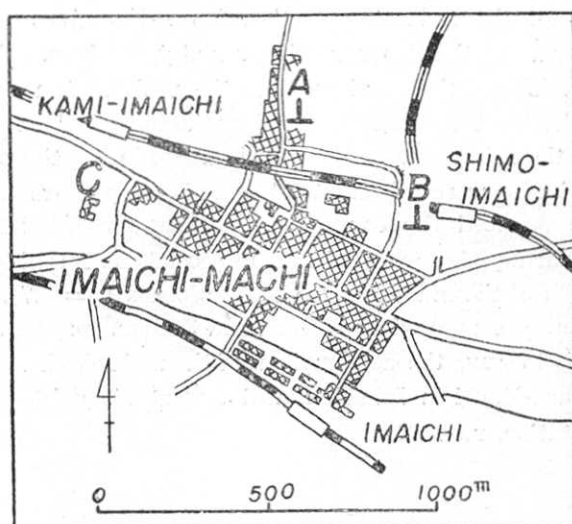 A
KAMI-IMAICHI
SHIMO-
IMAICHI
B
C
IMAICHI-MACHI
IMAICHI
0 500 1000m